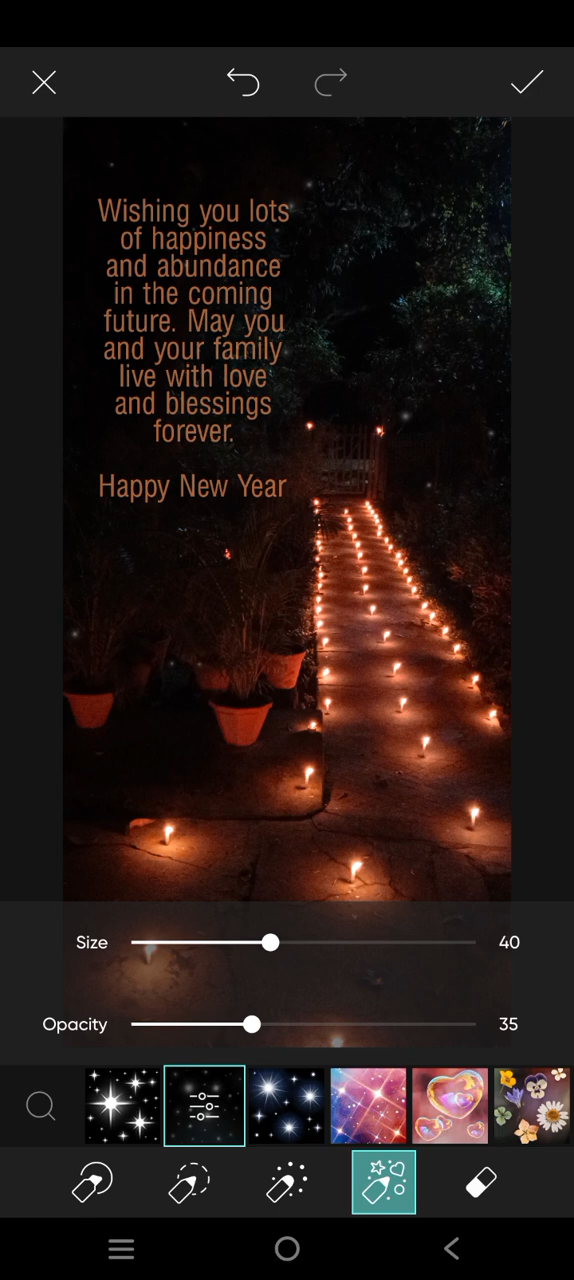 Wishing you lots
of happiness
and abundance
in the coming
future. May you
and your family
live with love
and blessings
forever.
Happy New Year
Size 40
Opacity 35